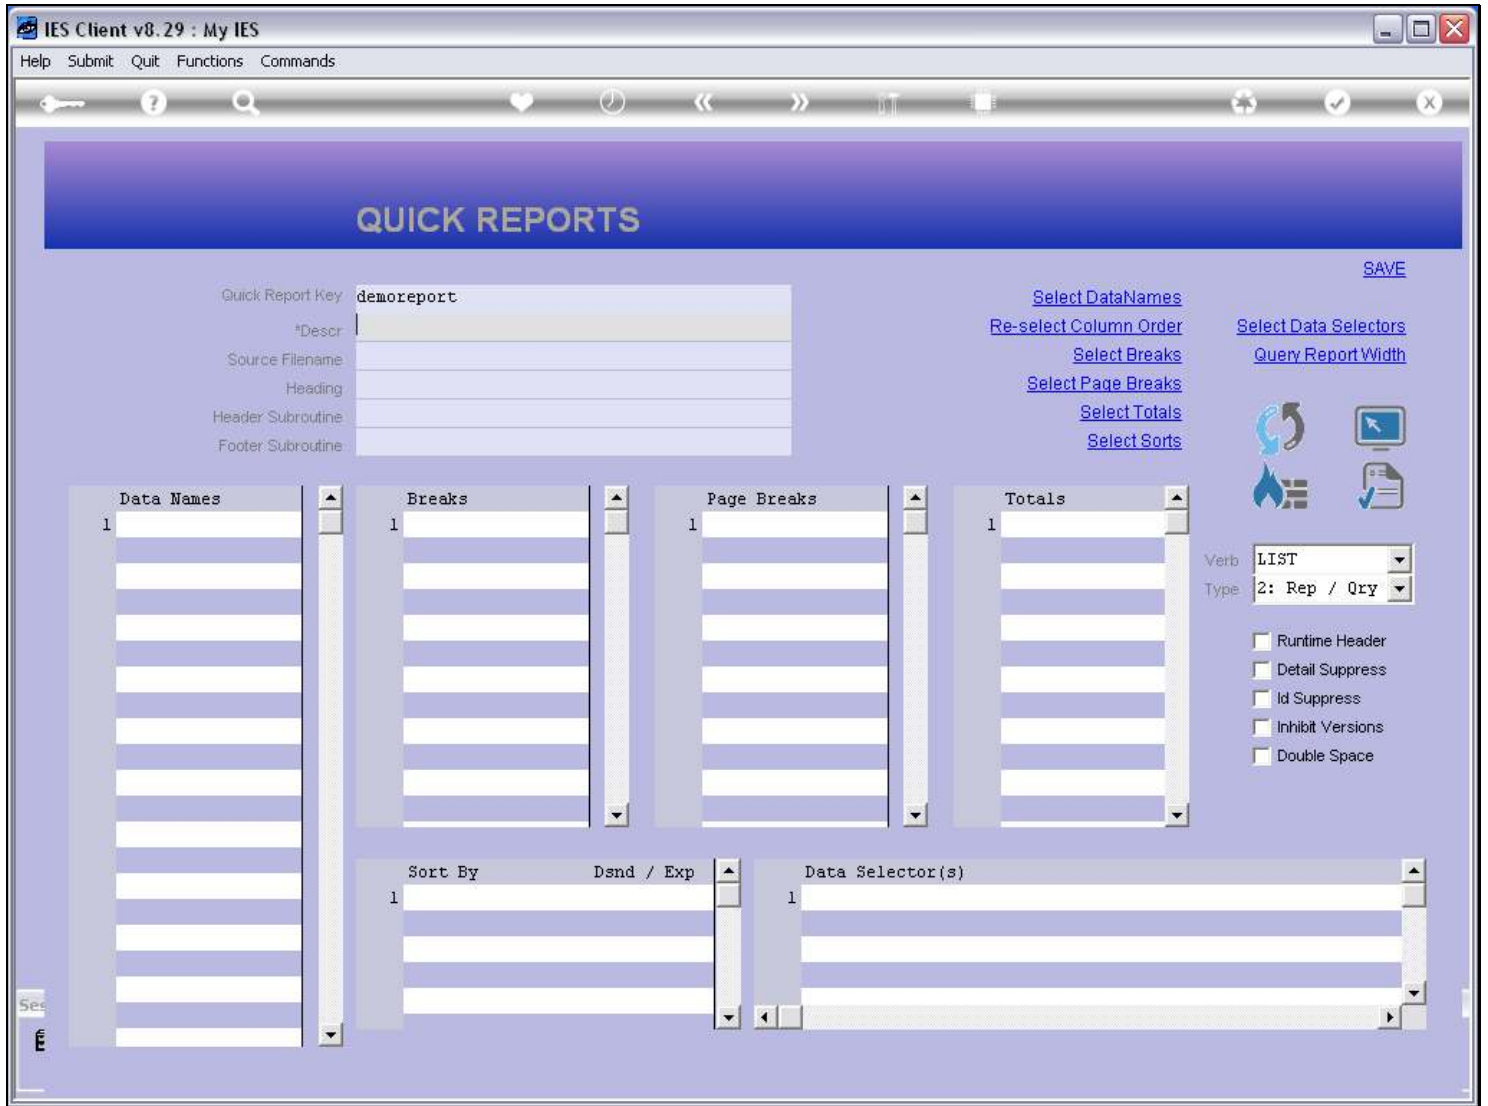 IES Client v8.29 : My IES
Help Submit Quit Functions Commands
QUICK REPORTS
SAVE
Quick Report Key demoreport
*Descr
Source Filename
Heading
Header Subroutine
Footer Subroutine
Select DataNames
Re-select Column Order
Select Breaks
Select Page Breaks
Select Totals
Select Sorts
Select Data Selectors
Query Report Width
Data Names
1
Breaks
1
Page Breaks
1
Totals
1
Verb LIST
Type 2: Rep / Qry
Runtime Header
Detail Suppress
Id Suppress
Inhibit Versions
Double Space
Sort By Dsnd / Exp
1
Data Selector(s)
1
Ses